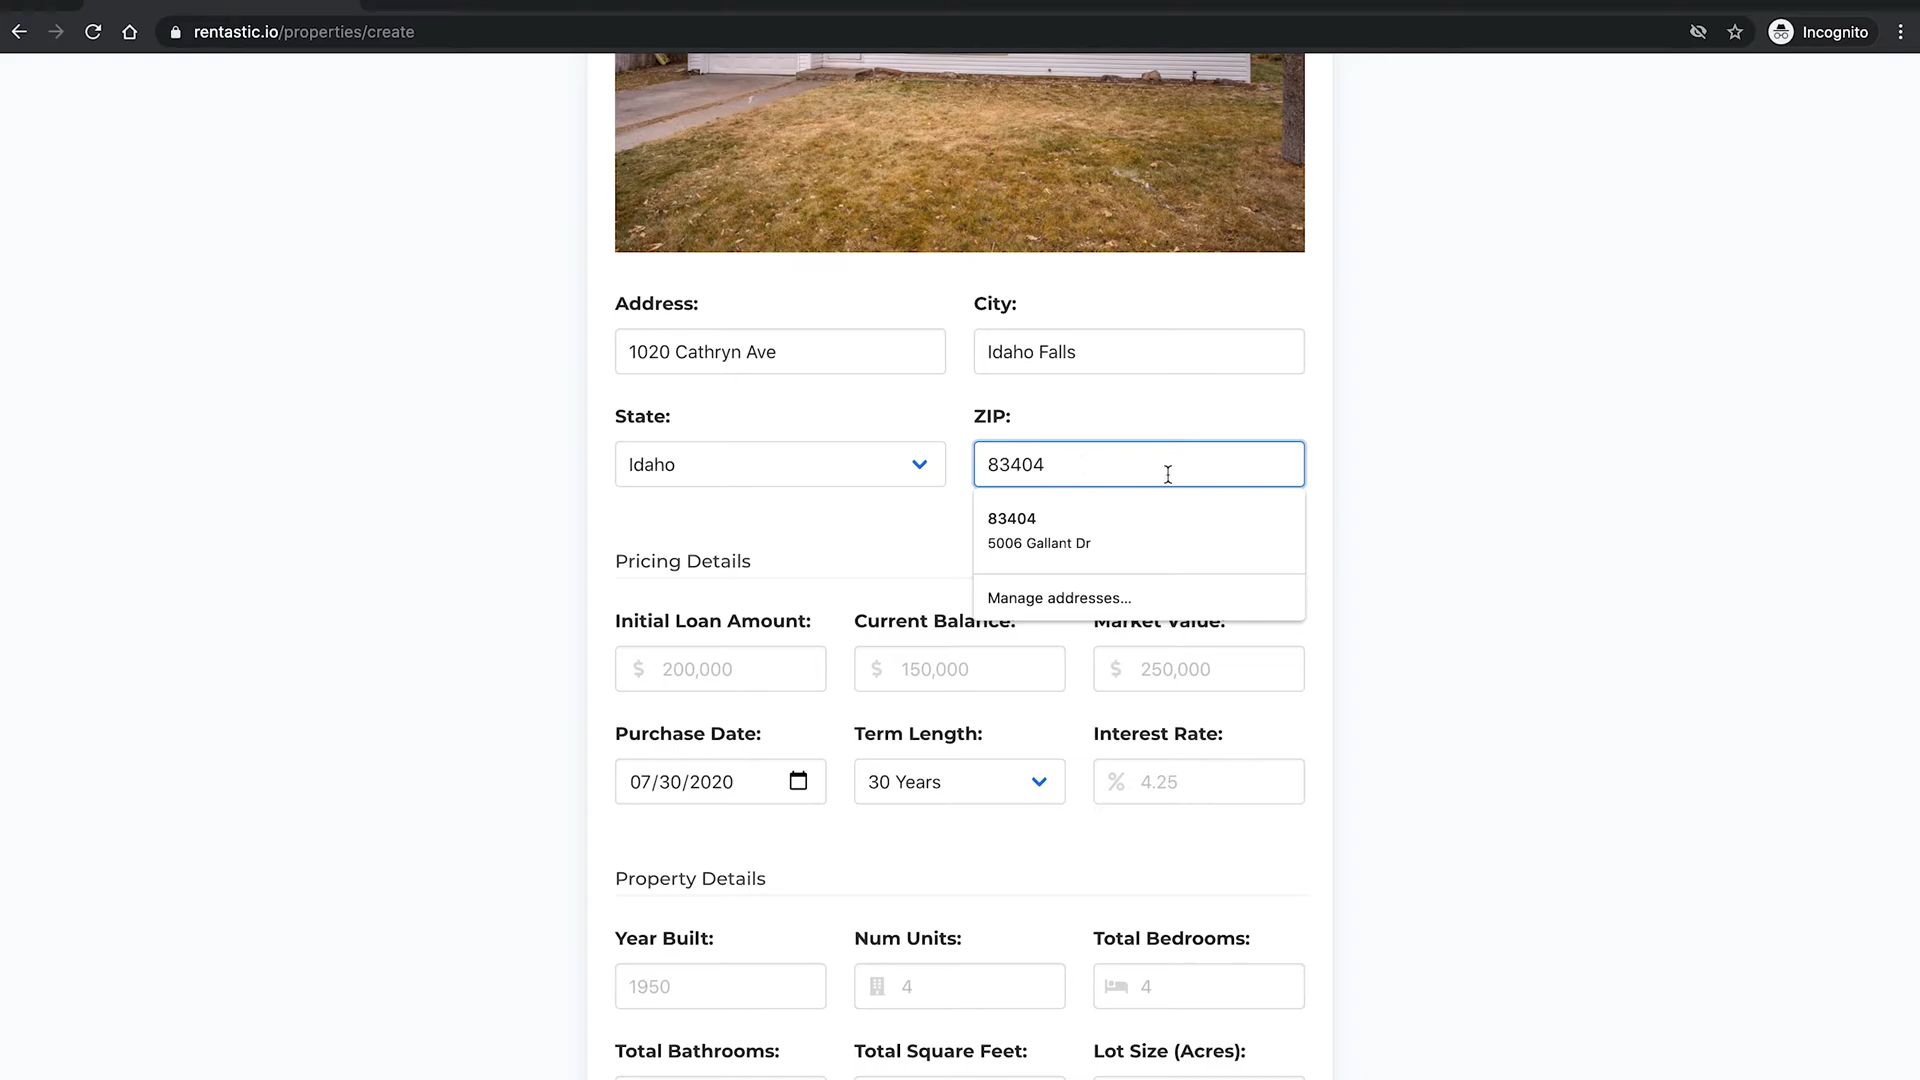 rentastic.io/properties/create
Incognito
Address:
City:
1020 Cathryn Ave
Idaho Falls
State:
ZIP:
Idaho
83404
83404
5006 Gallant Dr
Manage addresses...
Pricing Details
Initial Loan Amount:
Current Balance:
Market Value:
$ 200,000
$ 150,000
$ 250,000
Purchase Date:
Term Length:
Interest Rate:
07/30/2020
30 Years
% 4.25
Property Details
Year Built:
Num Units:
Total Bedrooms:
1950
4
4
Total Bathrooms:
Total Square Feet:
Lot Size (Acres):